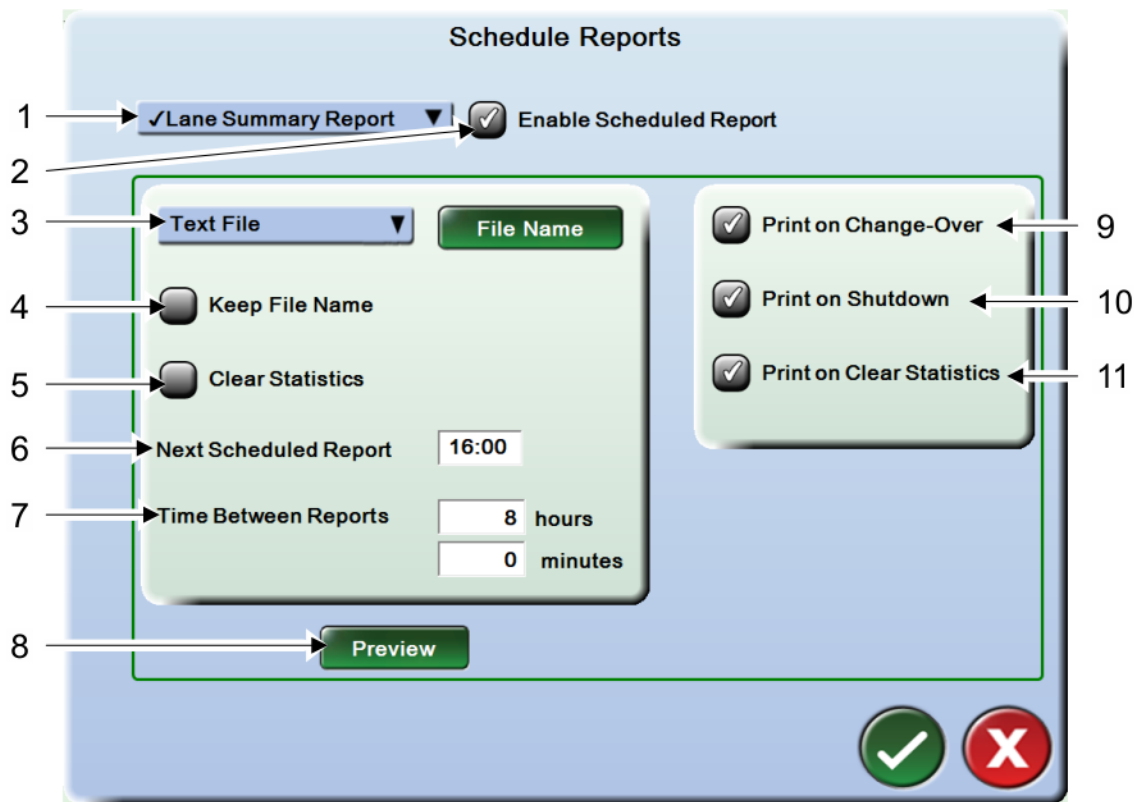 Schedule Reports
1 ✓Lane Summary Report ▼ Enable Scheduled Report
2
3 Text File ▼ File Name Print on Change-Over 9
4 Keep File Name Print on Shutdown 10
5 Clear Statistics Print on Clear Statistics 11
6 Next Scheduled Report 16:00
7 Time Between Reports 8 hours
0 minutes
8 Preview